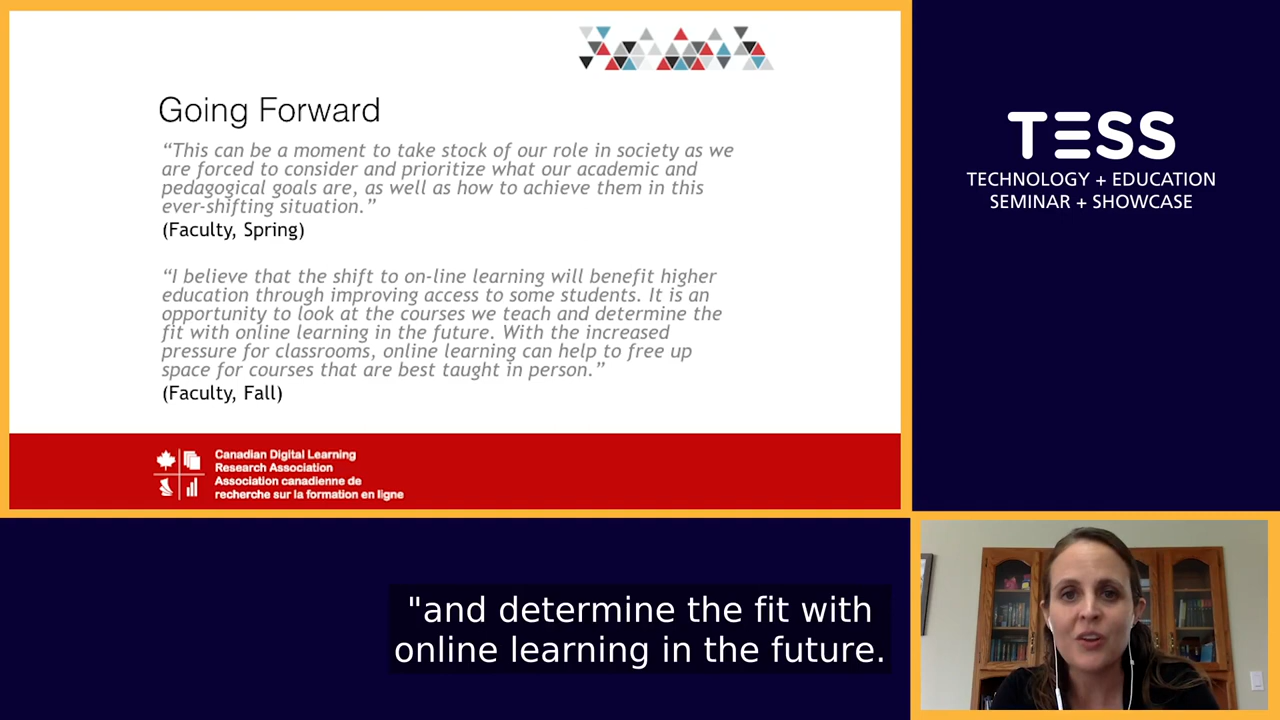 Going Forward
“This can be a moment to take stock of our role in society as we
are forced to consider and prioritize what our academic and
pedagogical goals are, as well as how to achieve them in this
ever-shifting situation.”
(Faculty, Spring)
“I believe that the shift to on-line learning will benefit higher
education through improving access to some students. It is an
opportunity to look at the courses we teach and determine the
fit with online learning in the future. With the increased
pressure for classrooms, online learning can help to free up
space for courses that are best taught in person.”
(Faculty, Fall)
Canadian Digital Learning
Research Association
Association canadienne de
recherche sur la formation en ligne
TESS
TECHNOLOGY + EDUCATION
SEMINAR + SHOWCASE
"and determine the fit with
online learning in the future.